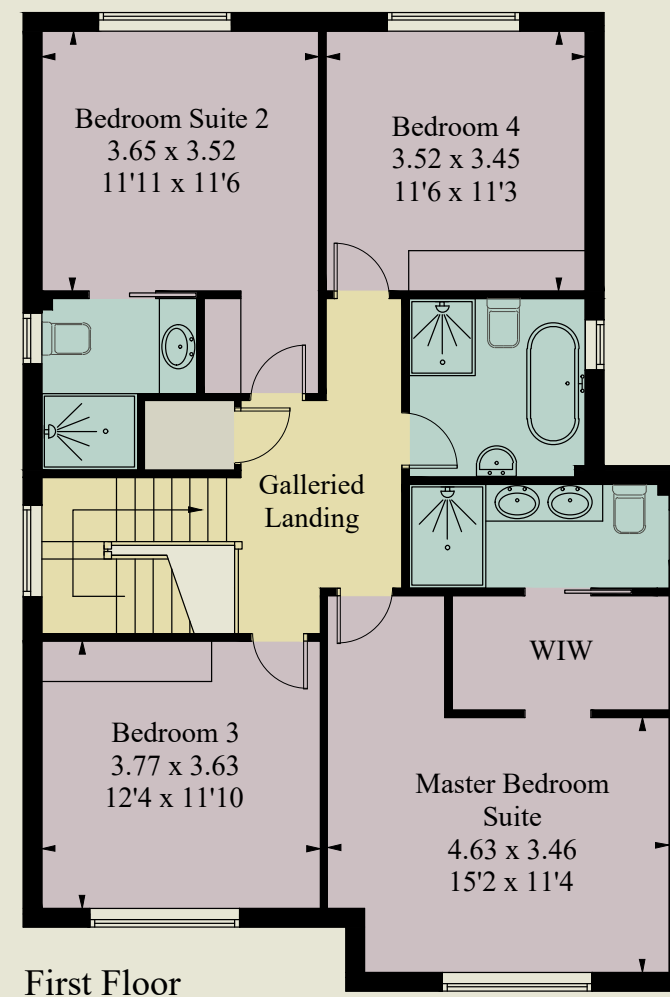 Bedroom Suite 2
3.65 x 3.52
11'11 x 11'6
Bedroom 4
3.52 x 3.45
11'6 x 11'3
Galleried
Landing
WIW
Bedroom 3
3.77 x 3.63
12'4 x 11'10
Master Bedroom
Suite
4.63 x 3.46
15'2 x 11'4
First Floor